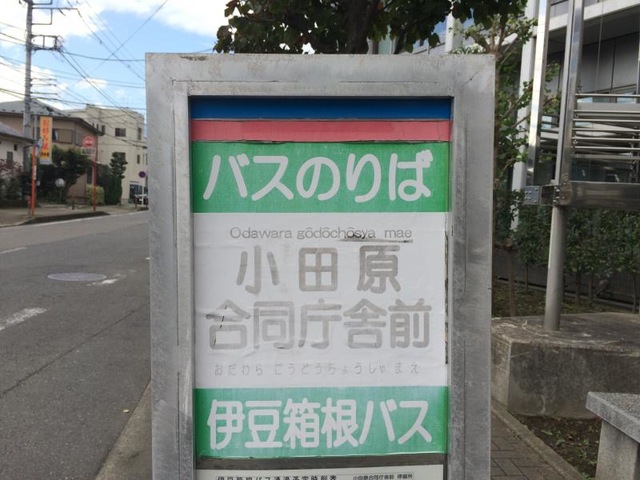 バスのりば
Odawara gōdōchōsya mae
小田原
合同庁舎前
おだわら ごうどうちょうしゃ まえ
伊豆箱根バス